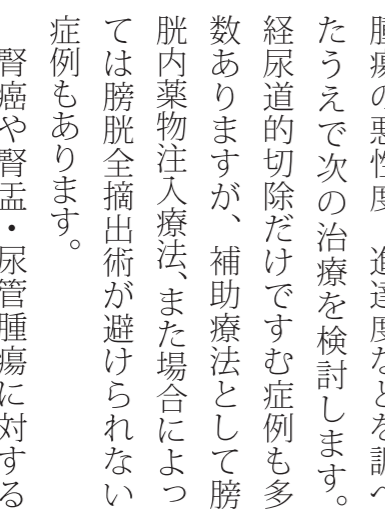 腫瘍の悪性度、進達度などを調べ
たうえで次の治療を検討します。
経尿道的切除だけですむ症例も多
数ありますが、補助療法として膀
胱内薬物注入療法、また場合によっ
ては膀胱全摘出術が避けられない
症例もあります。
腎癌や腎盂・尿管腫瘍に対する